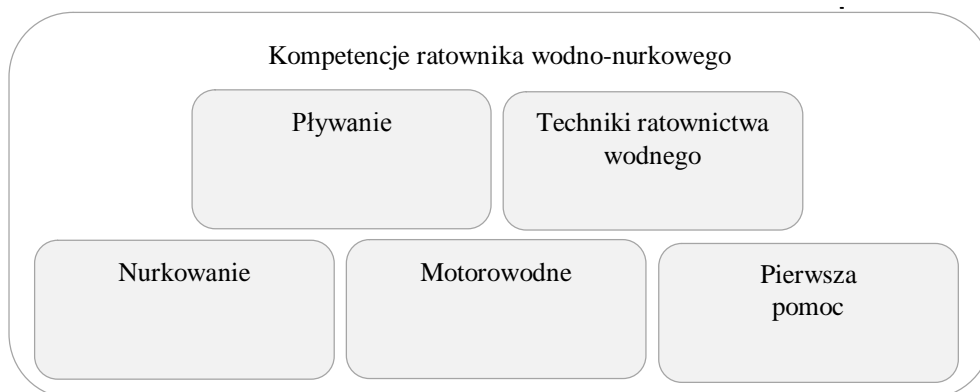 Kompetencje ratownika wodno-nurkowego
Pływanie
Techniki ratownictwa
wodnego
Nurkowanie
Motorowodne
Pierwsza
pomoc